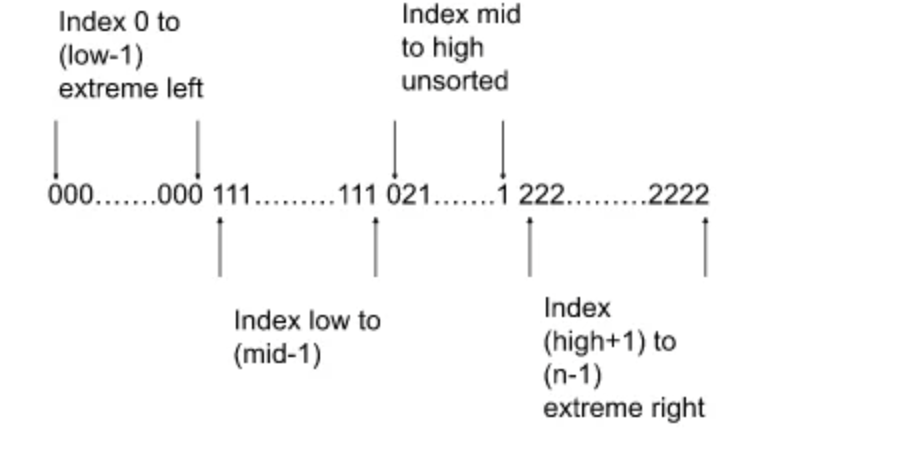 Index 0 to
(low-1)
extreme left
Index mid
to high
unsorted
000.......000 111.........111 021.......1 222.........2222
Index low to
(mid-1)
Index
(high+1) to
(n-1)
extreme right